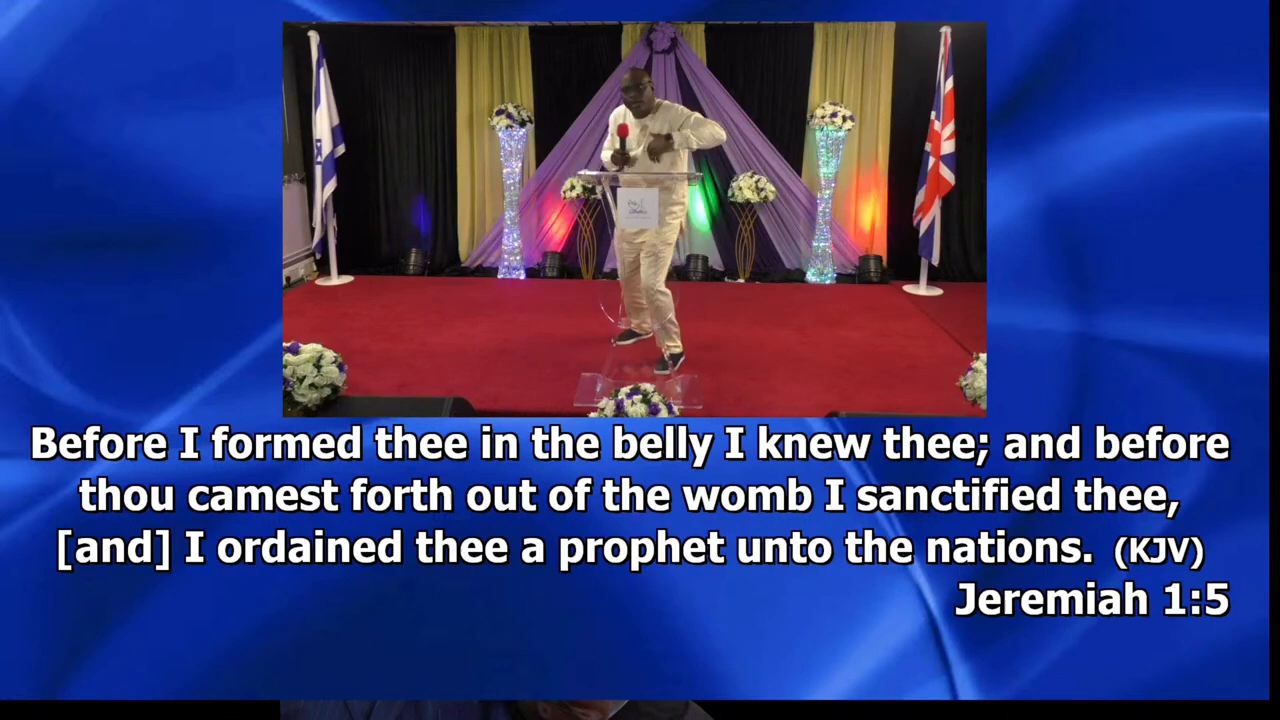 Before I formed thee in the belly I knew thee; and before
thou camest forth out of the womb I sanctified thee,
[and] I ordained thee a prophet unto the nations. (KJV)
Jeremiah 1:5